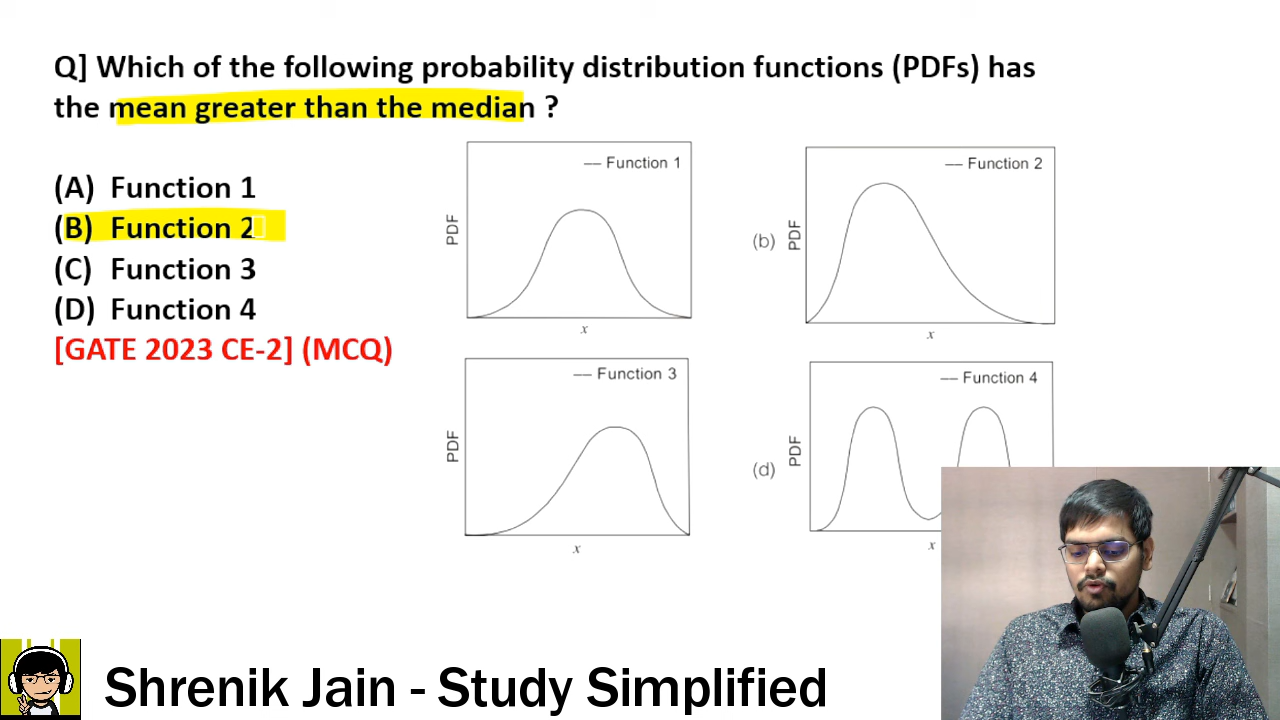 Q] Which of the following probability distribution functions (PDFs) has
the mean greater than the median ?
(A) Function 1
(B) Function 2
(C) Function 3
(D) Function 4
[GATE 2023 CE-2] (MCQ)
— Function 1
PDF
x
— Function 2
(b)
PDF
x
— Function 3
PDF
x
— Function 4
(d)
PDF
x
Shrenik Jain - Study Simplified